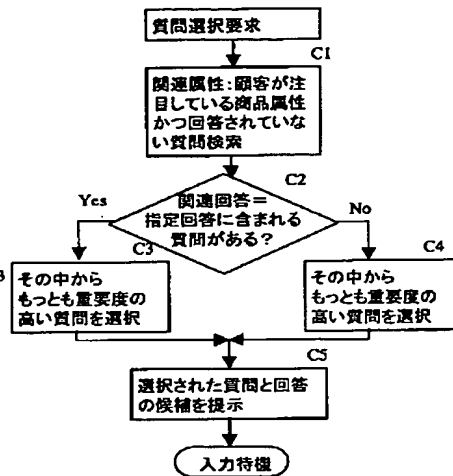 質問選択要求
C1
関連属性：顧客が注
目している商品属性
かつ回答されていな
い質問検索
C2
関連回答＝
指定回答に含まれる
質問がある？
Yes
No
C3
その中から
もっとも重要度の
高い質問を選択
C4
その中から
もっとも重要度の
高い質問を選択
C5
選択された質問と回答
の候補を提示
入力待機